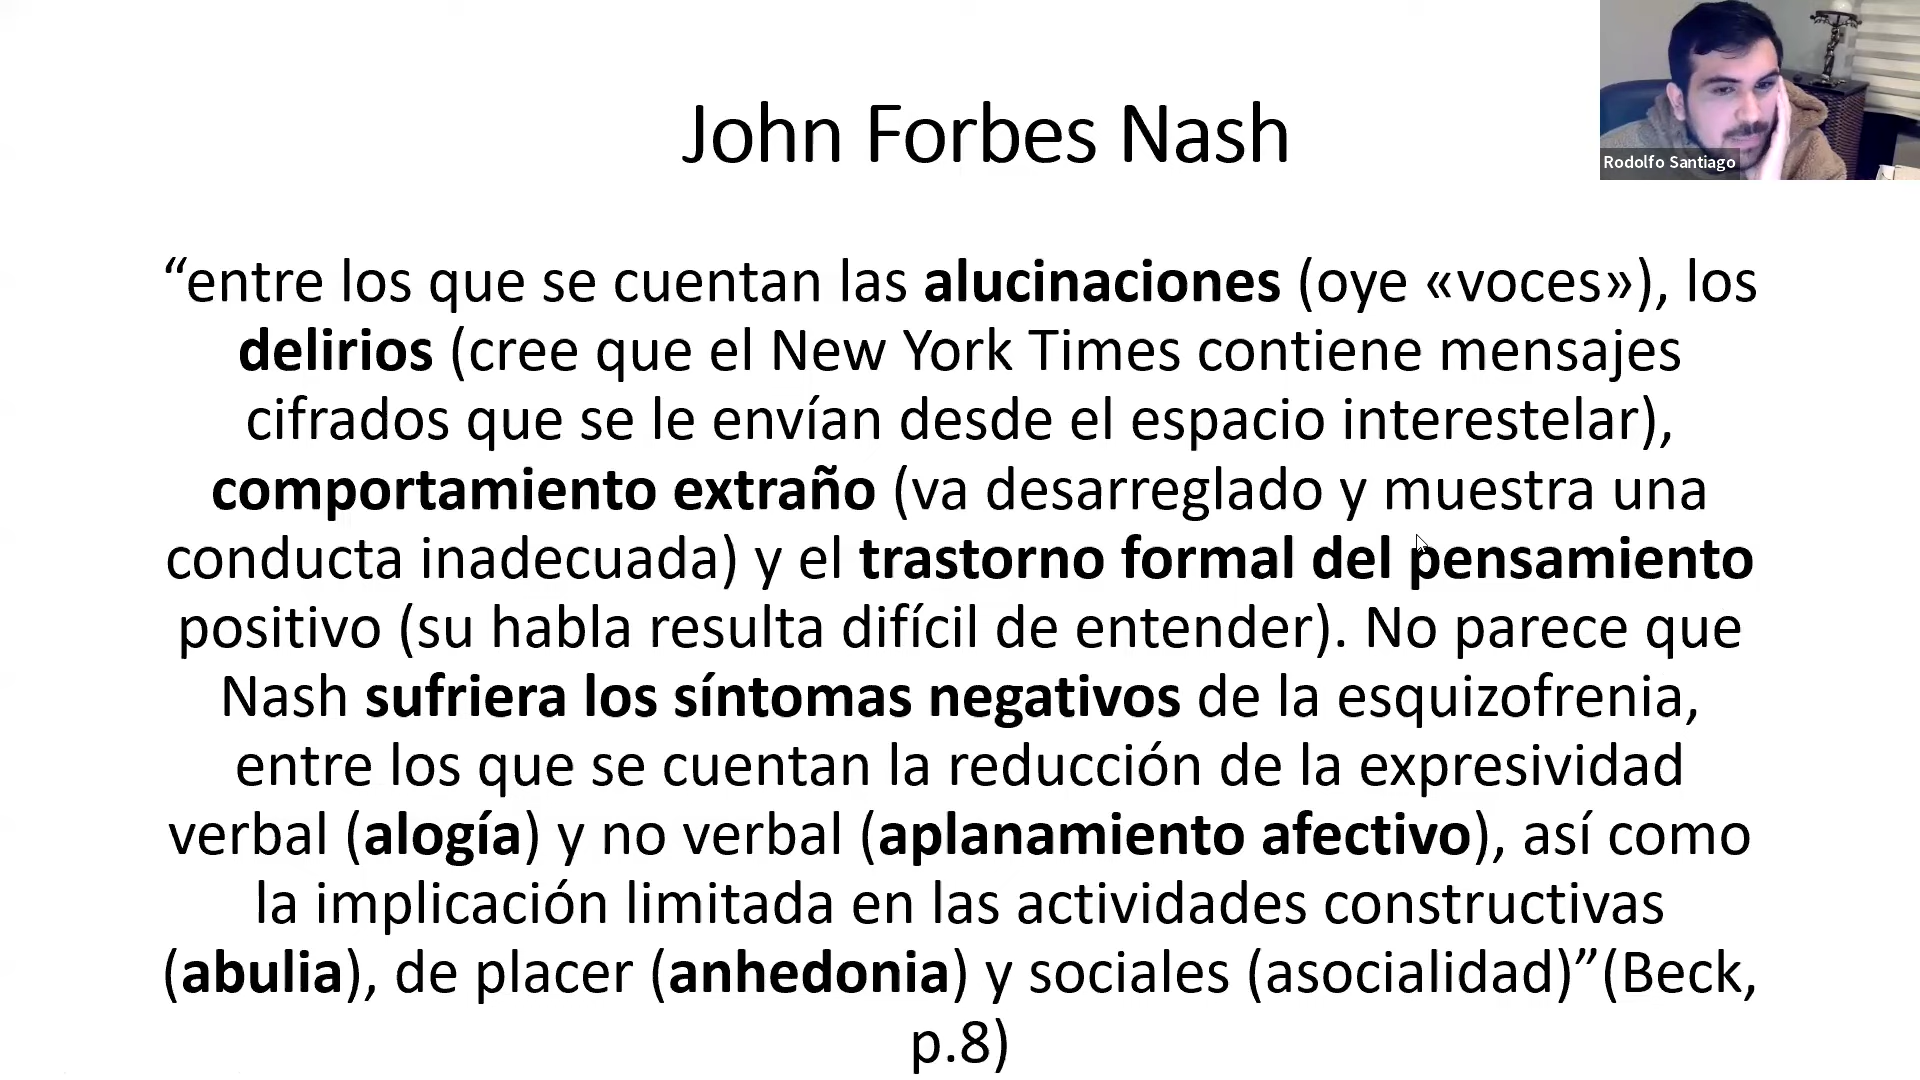 John Forbes Nash
Rodolfo Santiago
“entre los que se cuentan las alucinaciones (oye «voces»), los
delirios (cree que el New York Times contiene mensajes
cifrados que se le envían desde el espacio interestelar),
comportamiento extraño (va desarreglado y muestra una
conducta inadecuada) y el trastorno formal del pensamiento
positivo (su habla resulta difícil de entender). No parece que
Nash sufriera los síntomas negativos de la esquizofrenia,
entre los que se cuentan la reducción de la expresividad
verbal (alogía) y no verbal (aplanamiento afectivo), así como
la implicación limitada en las actividades constructivas
(abulia), de placer (anhedonia) y sociales (asocialidad)”(Beck,
p.8)